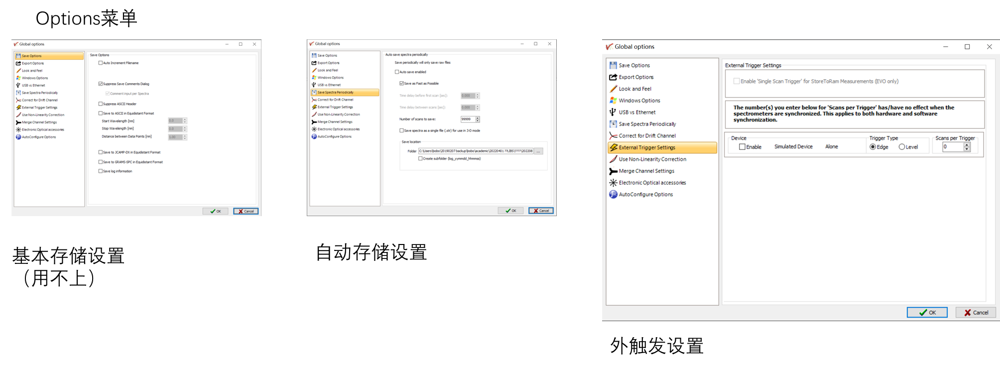 Options菜单
Global options
Save Options
Export Options
Look and Feel
Windows Options
USB vs Ethernet
Save Spectra Periodically
Correct for Drift Channel
External Trigger Settings
Use Non-Linearity Correction
Merge Channel Settings
Electronic Optical accessories
AutoConfigure Options
Save Options
Auto Increment Filename
Suppress Save Comments Dialog
Comment input per Spectra
Suppress ASCII Header
Save to ASCII in Equidistant Format
Start Wavelength [nm] 0.0
Stop Wavelength [nm] 0.0
Distance between Data Points [nm] 1.00
Save to JCAMP-DX in Equidistant Format
Save to GRAMS-SPC in Equidistant Format
Save log information
OK Cancel
基本存储设置
（用不上）
Global options
Save Options
Export Options
Look and Feel
Windows Options
USB vs Ethernet
Save Spectra Periodically
Correct for Drift Channel
External Trigger Settings
Use Non-Linearity Correction
Merge Channel Settings
Electronic Optical accessories
AutoConfigure Options
Auto save spectra periodically
Save periodically will only save raw files
Auto save enabled
Save as Fast as Possible
Time delay before first scan [sec]: 0.000
Time delay between scans [sec]: 0.000
Number of scans to save: 99999
Save spectra as a single file (.str) for use in 3-D mode
Save location
Folder C:\Users\bobo\20190207 backup\bobo\academic\20220401 ??LIBS\????\202208 ...
Create subfolder (log_yymmdd_hhmmss)
OK Cancel
自动存储设置
Global options
Save Options
Export Options
Look and Feel
Windows Options
USB vs Ethernet
Save Spectra Periodically
Correct for Drift Channel
External Trigger Settings
Use Non-Linearity Correction
Merge Channel Settings
Electronic Optical accessories
AutoConfigure Options
External Trigger Settings
Enable 'Single Scan Trigger' for StoreToRam Measurements (EVO only)
The number(s) you enter below for 'Scans per Trigger' has/have no effect when the
spectrometers are synchronized. This applies to both hardware and software
synchronization.
Device Trigger Type Scans per Trigger
Enable Simulated Device Alone Edge Level 0
OK Cancel
外触发设置